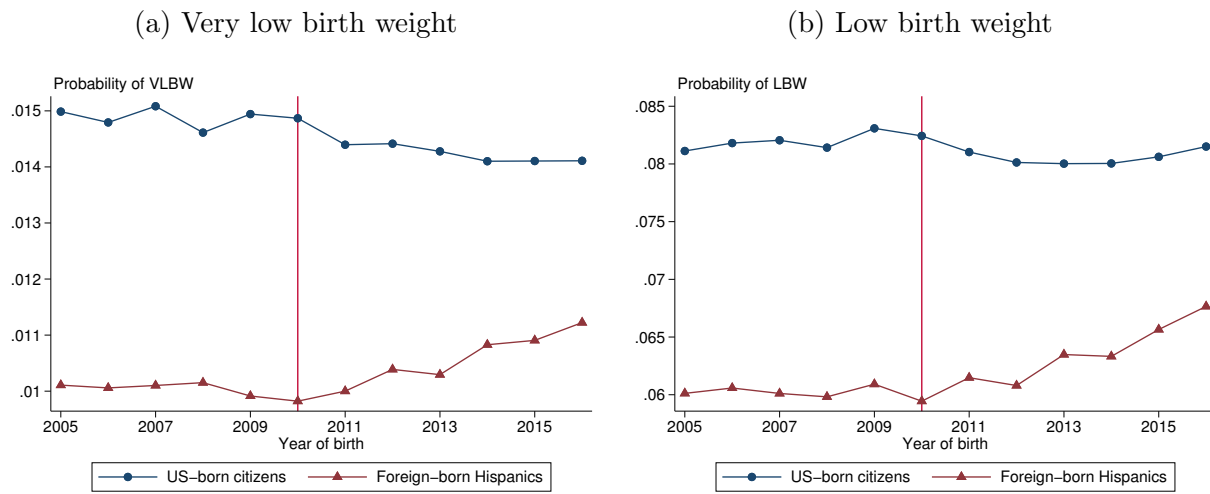 (a) Very low birth weight
Probability of VLBW
.015
.014
.013
.012
.011
.01
2005 2007 2009 2011 2013 2015
Year of birth
US−born citizens Foreign−born Hispanics
(b) Low birth weight
Probability of LBW
.085
.08
.075
.07
.065
.06
2005 2007 2009 2011 2013 2015
Year of birth
US−born citizens Foreign−born Hispanics